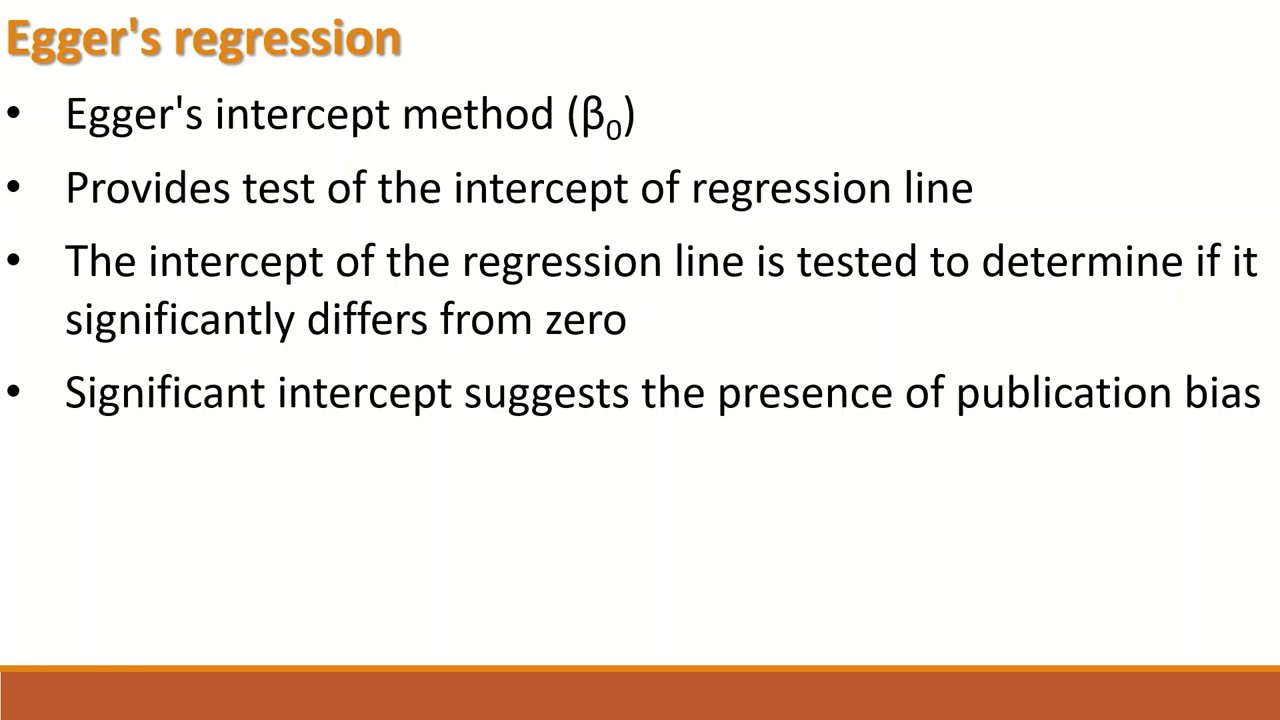 Egger's regression
• Egger's intercept method (β₀)
• Provides test of the intercept of regression line
• The intercept of the regression line is tested to determine if it
significantly differs from zero
• Significant intercept suggests the presence of publication bias